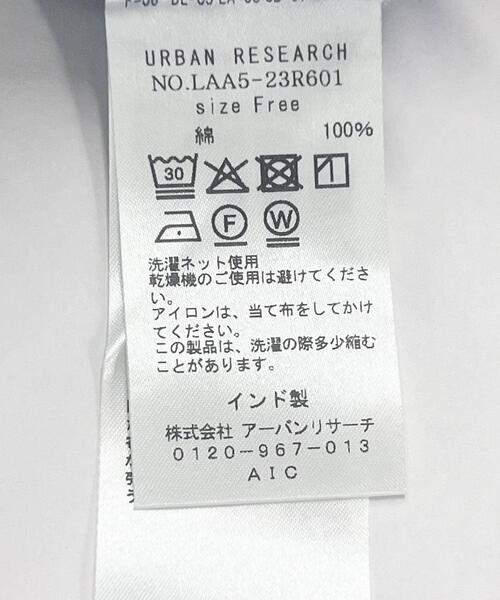 URBAN RESEARCH
NO.LAA5-23R601
size Free
綿 100%
30
F W
洗濯ネット使用
乾燥機のご使用は避けてくださ
い。
アイロンは、当て布をしてかけ
てください。
この製品は、洗濯の際多少縮む
ことがあります。
インド製
株式会社 アーバンリサーチ
0120-967-013
AIC